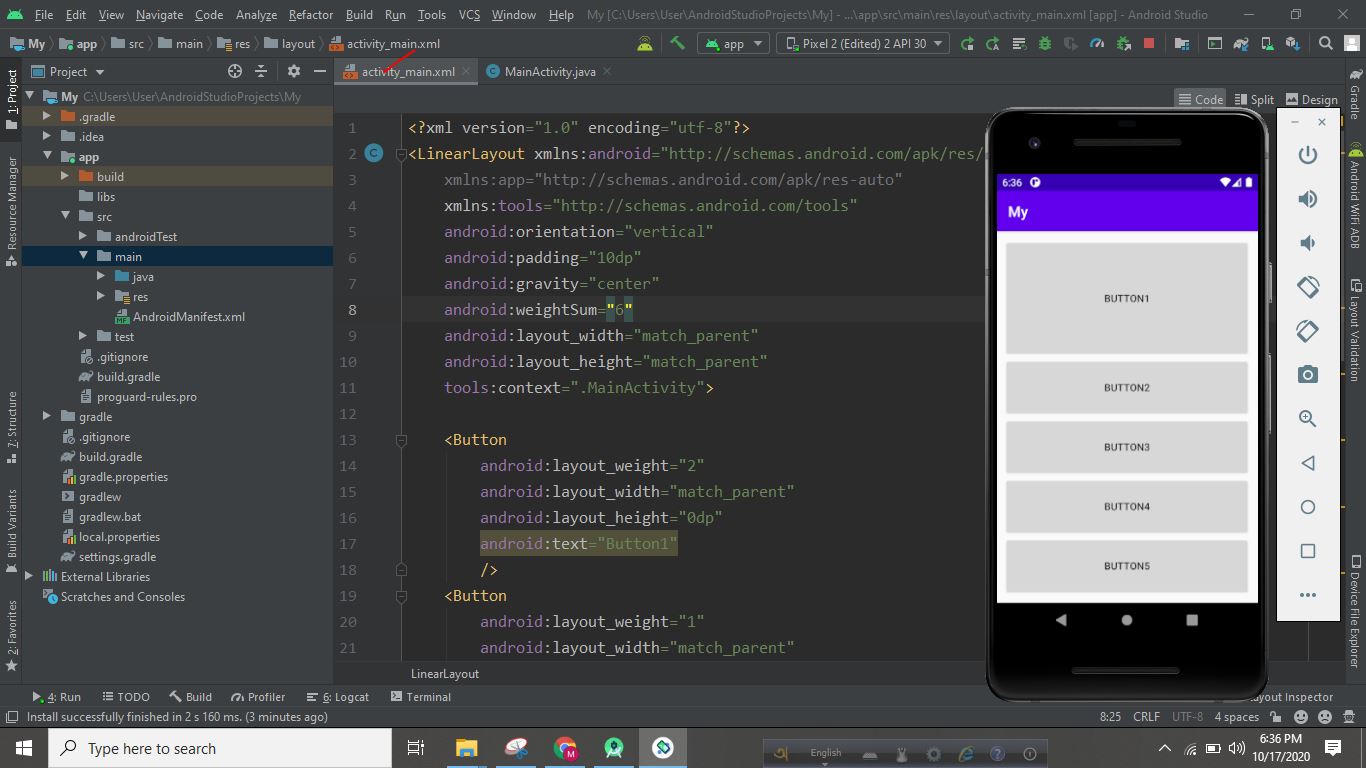 File Edit View Navigate Code Analyze Refactor Build Run Tools VCS Window Help My [C:\Users\User\AndroidStudioProjects\My] - ...\app\src\main\res\layout\activity_main.xml [app] - Android Studio
My app src main res layout activity_main.xml app Pixel 2 (Edited) 2 API 30
Project activity_main.xml MainActivity.java
Code Split Design
1: Project
Resource Manager
7: Structure
Build Variants
2: Favorites
My C:\Users\User\AndroidStudioProjects\My
.gradle
.idea
app
build
libs
src
androidTest
main
java
res
AndroidManifest.xml
test
.gitignore
build.gradle
proguard-rules.pro
gradle
.gitignore
build.gradle
gradle.properties
gradlew
gradlew.bat
local.properties
settings.gradle
External Libraries
Scratches and Consoles
1 <?xml version="1.0" encoding="utf-8"?>
2 <LinearLayout xmlns:android="http://schemas.android.com/apk/res/
3 xmlns:app="http://schemas.android.com/apk/res-auto"
4 xmlns:tools="http://schemas.android.com/tools"
5 android:orientation="vertical"
6 android:padding="10dp"
7 android:gravity="center"
8 android:weightSum="6"
9 android:layout_width="match_parent"
10 android:layout_height="match_parent"
11 tools:context=".MainActivity">
12
13 <Button
14 android:layout_weight="2"
15 android:layout_width="match_parent"
16 android:layout_height="0dp"
17 android:text="Button1"
18 />
19 <Button
20 android:layout_weight="1"
21 android:layout_width="match_parent"
LinearLayout
6:36
My
BUTTON1
BUTTON2
BUTTON3
BUTTON4
BUTTON5
Gradle
Android WiFi ADB
Layout Validation
Device File Explorer
4: Run TODO Build Profiler 6: Logcat Terminal ayout Inspector
Install successfully finished in 2 s 160 ms. (3 minutes ago) 8:25 CRLF UTF-8 4 spaces
Type here to search
অ English
6:36 PM
10/17/2020